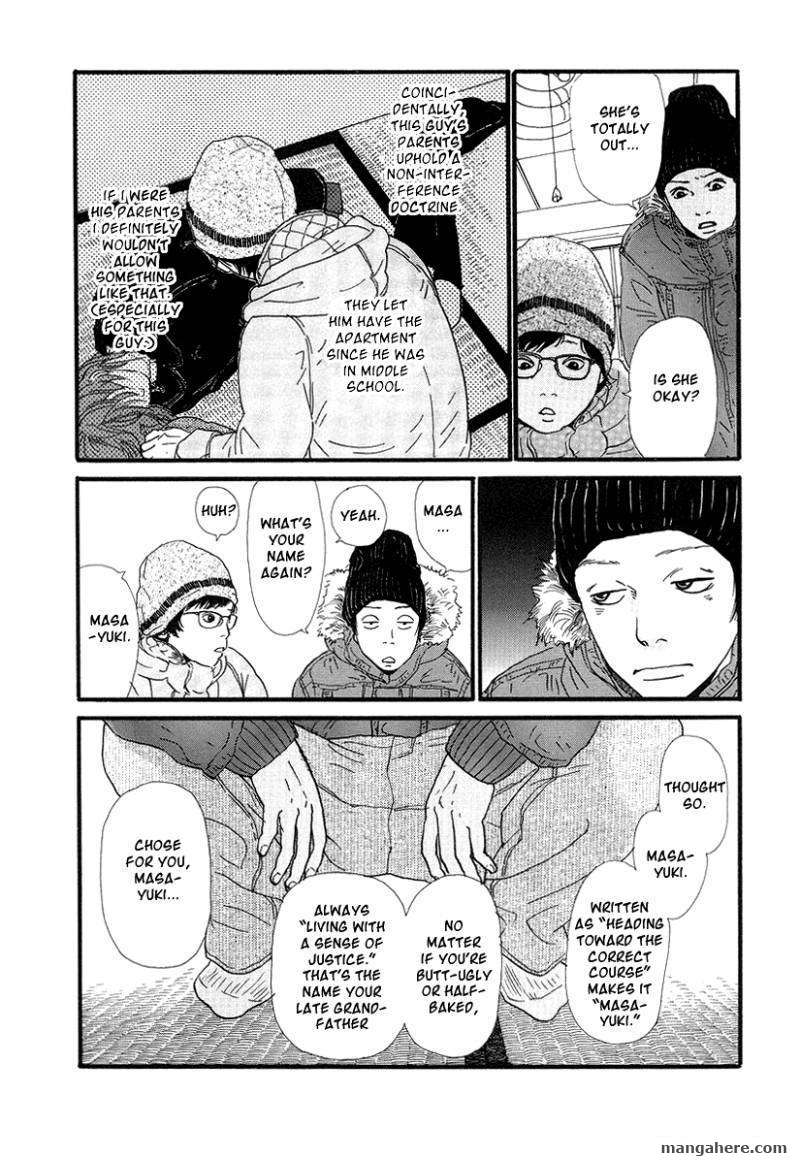 SHE'S
TOTALLY
OUT...
IS SHE
OKAY?
COINCI-
DENTALLY,
THIS GUY'S
PARENTS
UPHOLD A
NON-INTER-
FERENCE
DOCTRINE
THEY LET
HIM HAVE THE
APARTMENT
SINCE HE WAS
IN MIDDLE
SCHOOL.
IF I WERE
HIS PARENTS
I DEFINITELY
WOULDN'T
ALLOW
SOMETHING
LIKE THAT.
(ESPECIALLY
FOR THIS
GUY.)
MASA
...
YEAH.
WHAT'S
YOUR
NAME
AGAIN?
HUH?
MASA
-YUKI.
THOUGHT
SO.
MASA-
YUKI.
WRITTEN
AS "HEADING
TOWARD THE
CORRECT
COURSE"
MAKES IT
"MASA-
YUKI."
NO
MATTER
IF YOU'RE
BUTT-UGLY
OR HALF-
BAKED,
ALWAYS
"LIVING WITH
A SENSE OF
JUSTICE."
THAT'S THE
NAME YOUR
LATE GRAND-
FATHER
CHOSE
FOR YOU,
MASA-
YUKI...
mangahere.com